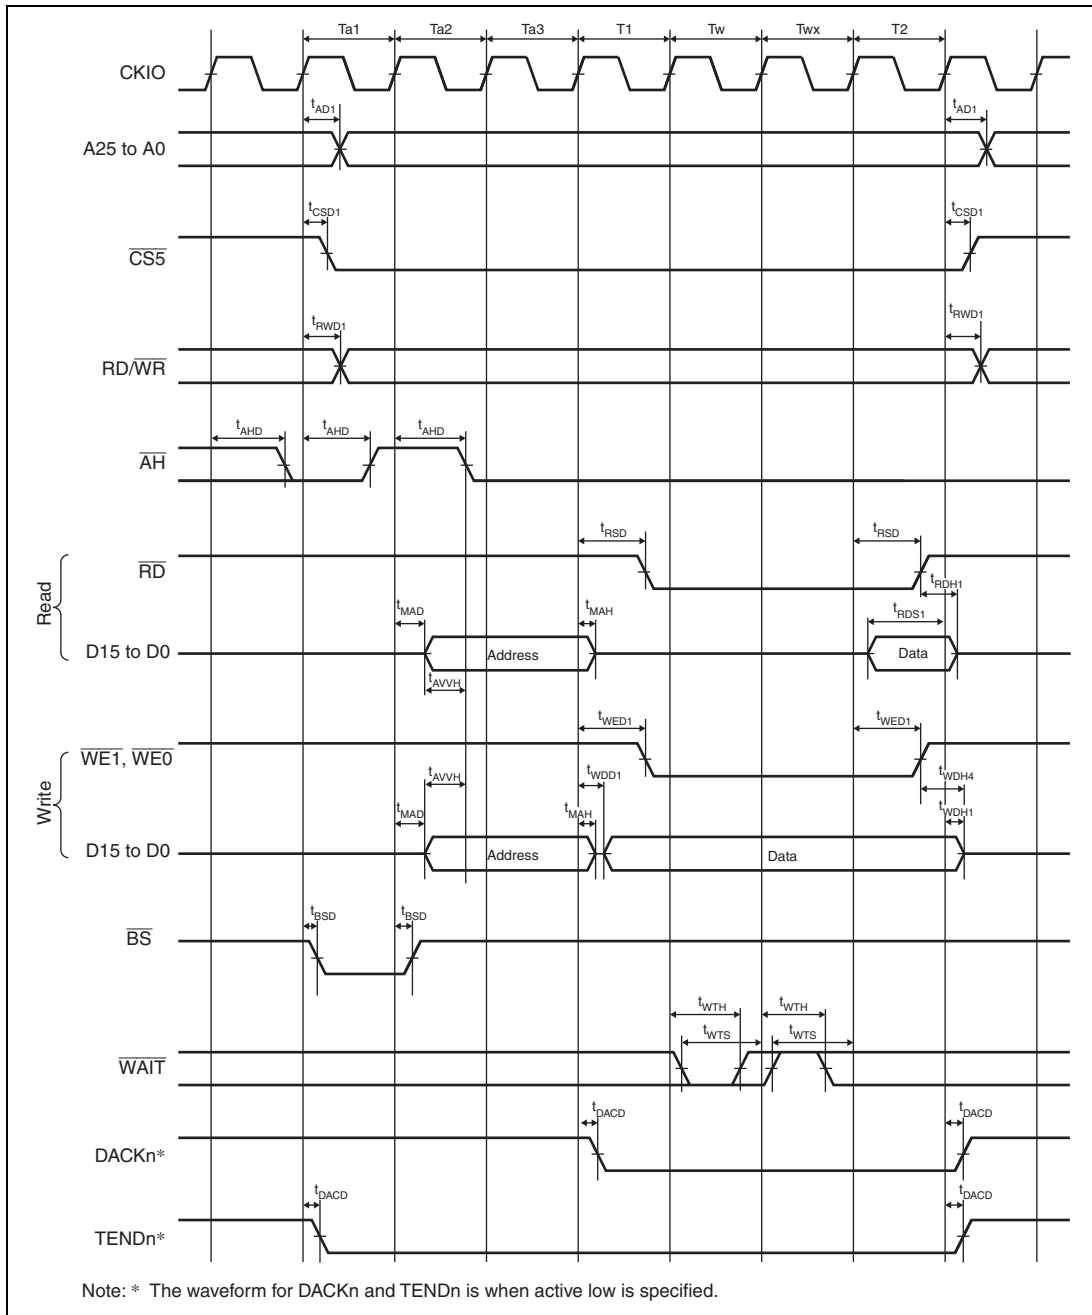 Ta1 Ta2 Ta3 T1 Tw Twx T2
CKIO
tAD1 tAD1
A25 to A0
tCSD1 tCSD1
CS5
tRWD1 tRWD1
RD/WR
tAHD tAHD tAHD
AH
tRSD tRSD
RD
tRDH1
Read
tMAD tMAH tRDS1
D15 to D0 Address Data
tAVVH
tWED1 tWED1
WE1, WE0
tAVVH tWDD1 tWDH4
Write
tMAD tMAH tWDH1
D15 to D0 Address Data
tBSD tBSD
BS
tWTH tWTH
tWTS tWTS
WAIT
tDACD tDACD
DACKn*
tDACD tDACD
TENDn*
Note: * The waveform for DACKn and TENDn is when active low is specified.